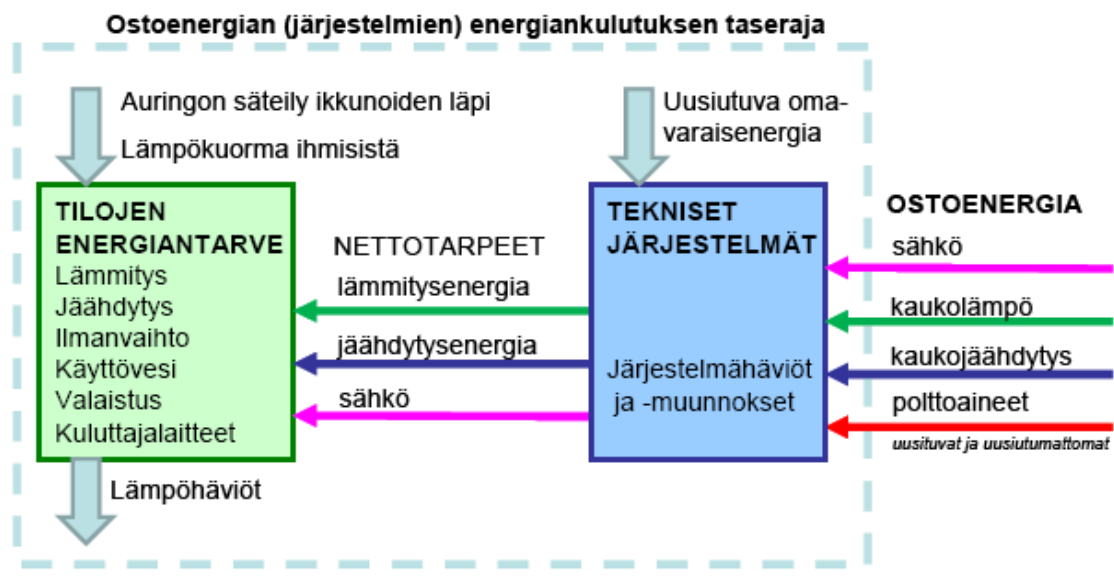 Ostoenergian (järjestelmien) energiankulutuksen taseraja
Auringon säteily ikkunoiden läpi
Lämpökuorma ihmisistä
Uusiutuva oma-
varaisenergia
TILOJEN
ENERGIANTARVE
Lämmitys
Jäähdytys
Ilmanvaihto
Käyttövesi
Valaistus
Kuluttajalaitteet
NETTOTARPEET
lämmitysenergia
jäähdytysenergia
sähkö
TEKNISET
JÄRJESTELMÄT
Järjestelmähäviöt
ja -muunnokset
OSTOENERGIA
sähkö
kaukolämpö
kaukojäähdytys
polttoaineet
uusituvat ja uusiutumattomat
Lämpöhäviöt